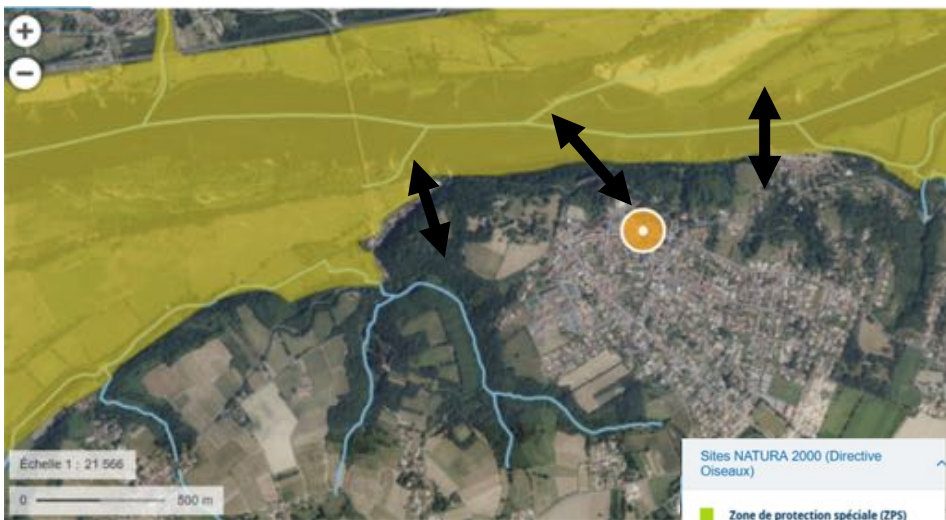 +
−
Échelle 1 : 21 566
0 500 m
Sites NATURA 2000 (Directive
Oiseaux)
Zone de protection spéciale (ZPS)